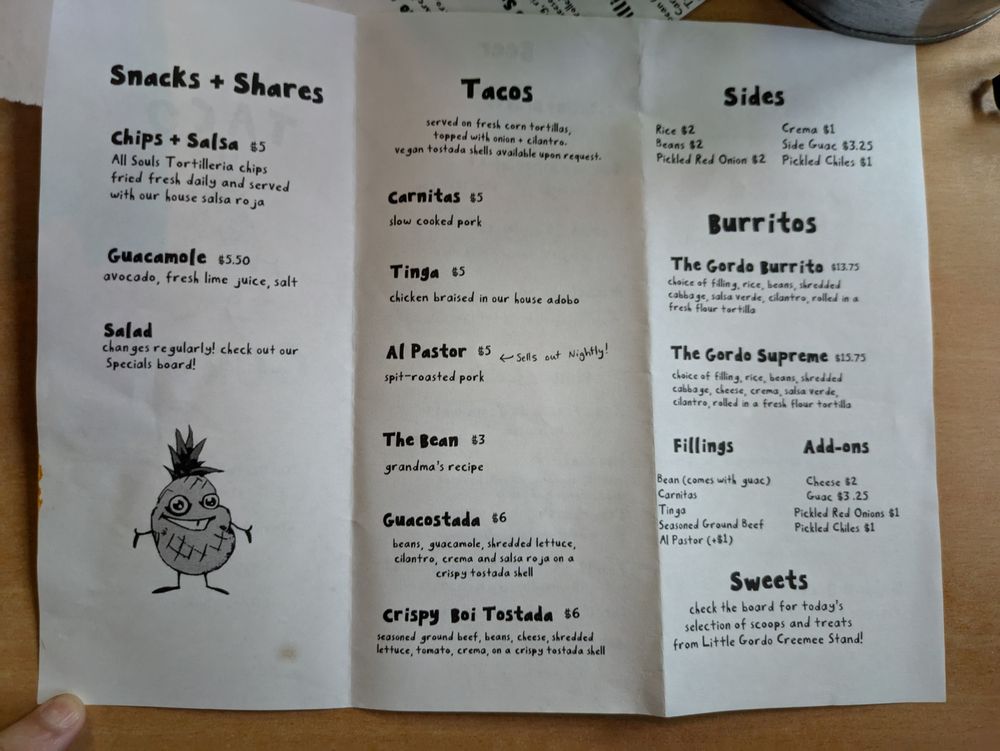 Snacks + Shares
Chips + Salsa $5
All Souls Tortilleria chips
fried fresh daily and served
with our house salsa roja
Guacamole $5.50
avocado, fresh lime juice, salt
Salad
changes regularly! check out our
Specials board!
Tacos
served on fresh corn tortillas,
topped with onion + cilantro.
vegan tostada shells available upon request.
Carnitas $5
slow cooked pork
Tinga $5
chicken braised in our house adobo
Al Pastor $5 ← Sells out Nightly!
spit-roasted pork
The Bean $3
grandma's recipe
Guacostada $6
beans, guacamole, shredded lettuce,
cilantro, crema and salsa roja on a
crispy tostada shell
Crispy Boi Tostada $6
seasoned ground beef, beans, cheese, shredded
lettuce, tomato, crema, on a crispy tostada shell
Sides
Rice $2
Beans $2
Pickled Red Onion $2
Crema $1
Side Guac $3.25
Pickled Chiles $1
Burritos
The Gordo Burrito $13.75
choice of filling, rice, beans, shredded
cabbage, salsa verde, cilantro, rolled in a
fresh flour tortilla
The Gordo Supreme $15.75
choice of filling, rice, beans, shredded
cabbage, cheese, crema, salsa verde,
cilantro, rolled in a fresh flour tortilla
Fillings
Bean (comes with guac)
Carnitas
Tinga
Seasoned Ground Beef
Al Pastor (+$1)
Add-ons
Cheese $2
Guac $3.25
Pickled Red Onions $1
Pickled Chiles $1
Sweets
check the board for today's
selection of scoops and treats
from Little Gordo Creemee Stand!